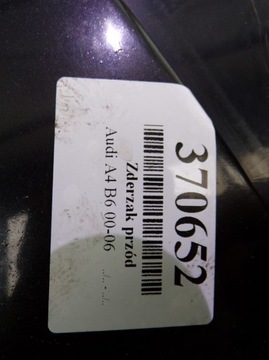 370652
Zderzak przód
Audi A4 B6 00-06
../.. - ../..